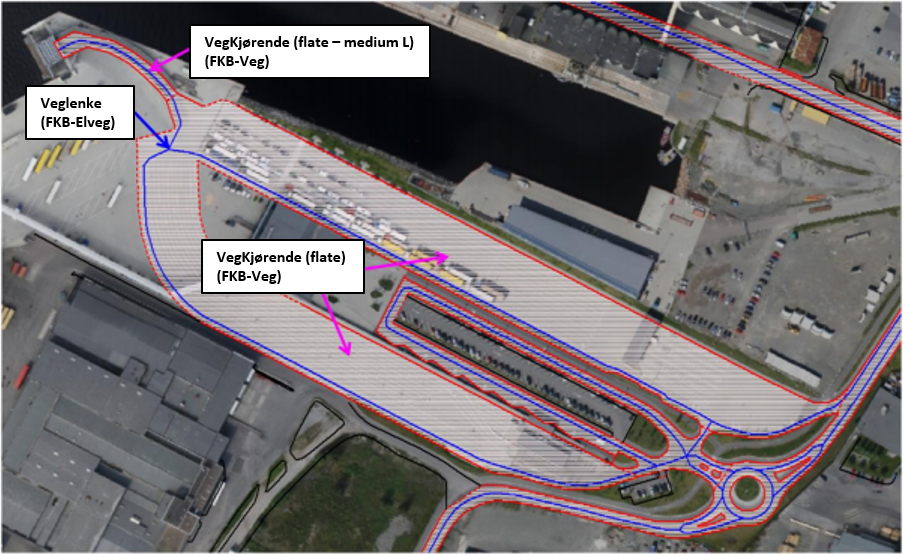 VegKjørende (flate – medium L)
(FKB-Veg)
Veglenke
(FKB-Elveg)
VegKjørende (flate)
(FKB-Veg)